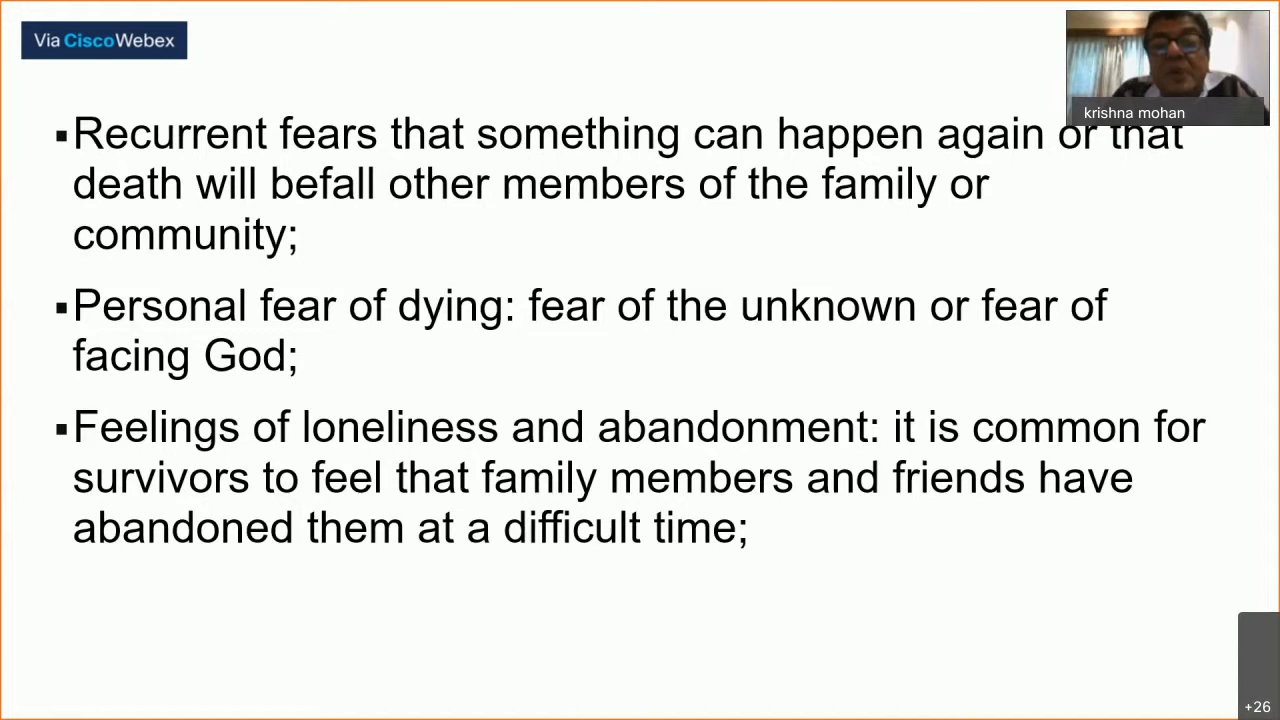 Via Cisco Webex
krishna mohan
▪Recurrent fears that something can happen again or that
death will befall other members of the family or
community;
▪Personal fear of dying: fear of the unknown or fear of
facing God;
▪Feelings of loneliness and abandonment: it is common for
survivors to feel that family members and friends have
abandoned them at a difficult time;
+26